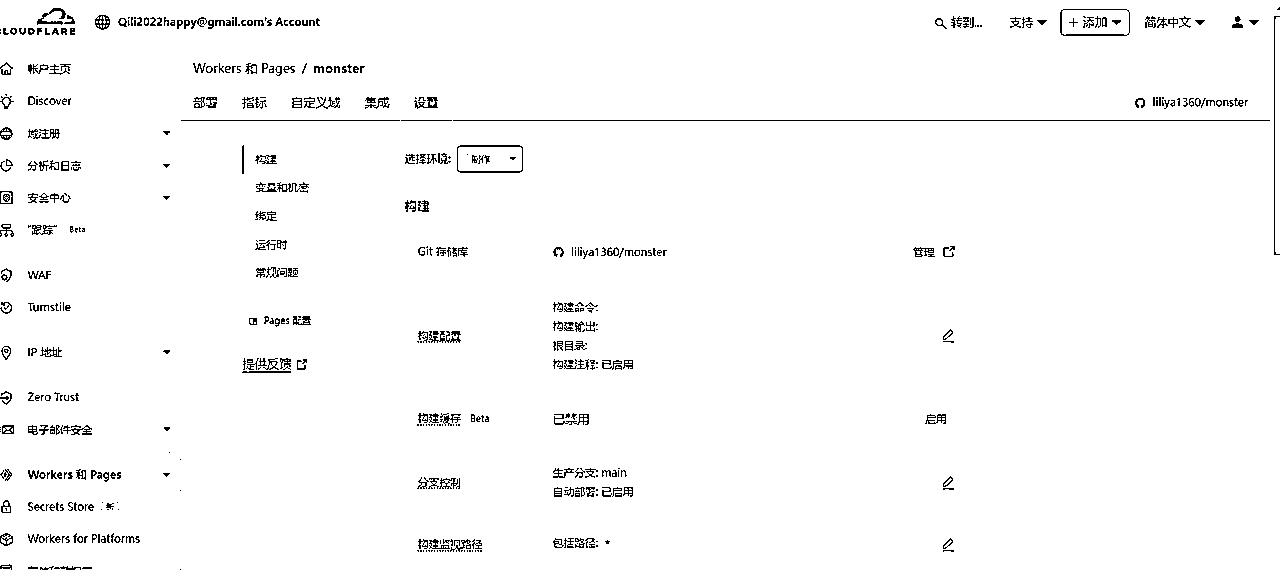 CLOUDFLARE
Qili2022happy@gmail.com's Account
转到...
支持
+ 添加
简体中文
帐户主页
Discover
域注册
分析和日志
安全中心
"跟踪" Beta
WAF
Turnstile
IP 地址
Zero Trust
电子邮件安全
Workers 和 Pages
Secrets Store
Workers for Platforms
Workers 和 Pages / monster
部署 指标 自定义域 集成 设置
liliya1360/monster
构建
变量和机密
绑定
运行时
常规问题
Pages 配置
提供反馈
选择环境: 制作
构建
Git 存储库 liliya1360/monster 管理
构建配置
构建命令:
构建输出:
根目录:
构建注释: 已启用
构建缓存 Beta 已禁用 启用
分支控制
生产分支: main
自动部署: 已启用
构建监视路径 包括路径: *